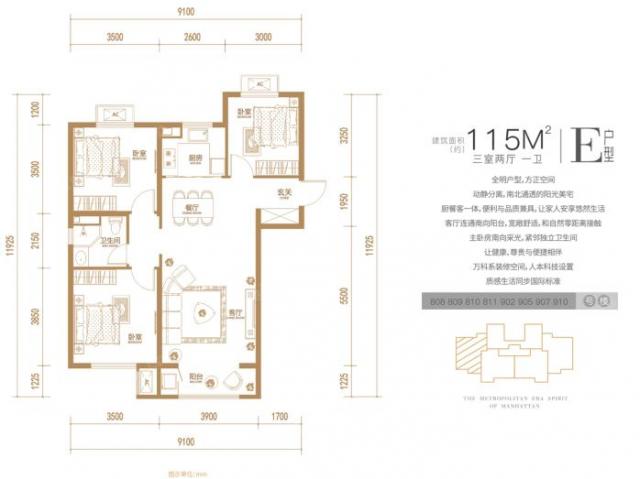 9100
3500 2600 3000
AC
AC
卧室
卧室
厨房
玄关
餐厅
卫生间
客厅
卧室
阳台
AC
1200
3500
2150
3850
1225
11925
3250
1950
5500
1225
11925
3500 3900 1700
9100
图示单位:mm
建筑面积
(约)
115M²
三室两厅 一卫
E户型
全明户型,方正空间
动静分离,南北通透的阳光美宅
厨餐客一体,便利与品质兼具,让家人安享悠然生活
客厅连通南向阳台,宽敞舒适,和自然零距离接触
主卧房南向采光,紧邻独立卫生间
让健康、尊贵与便捷相伴
万科系装修空间,人本科技设置
质感生活同步国际标准
808 809 810 811 902 905 907 910 号楼
THE METROPOLITAN ERA SPIRIT
OF MANHATTAN